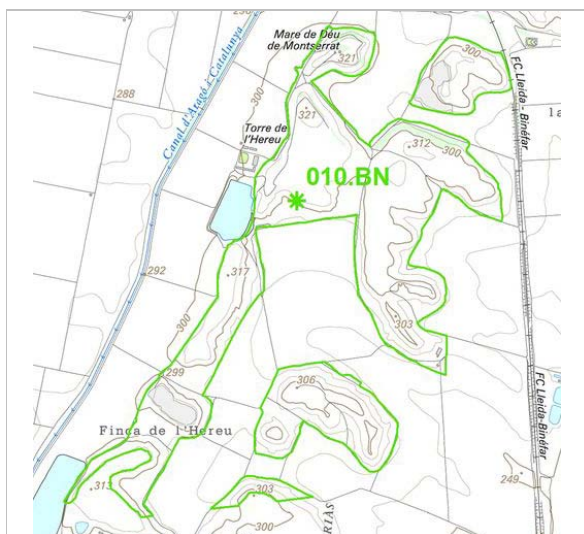 Mare de Déu
de Montserrat
321
300
FC Lleida - Binéfar
Canal d'Aragó i Catalunya
288
300
321
Torre de
l'Hereu
312
300
010.BN
292
317
300
303
299
306
Finca de l'Hereu
FC Lleida-Binéfar
313
303
249
300